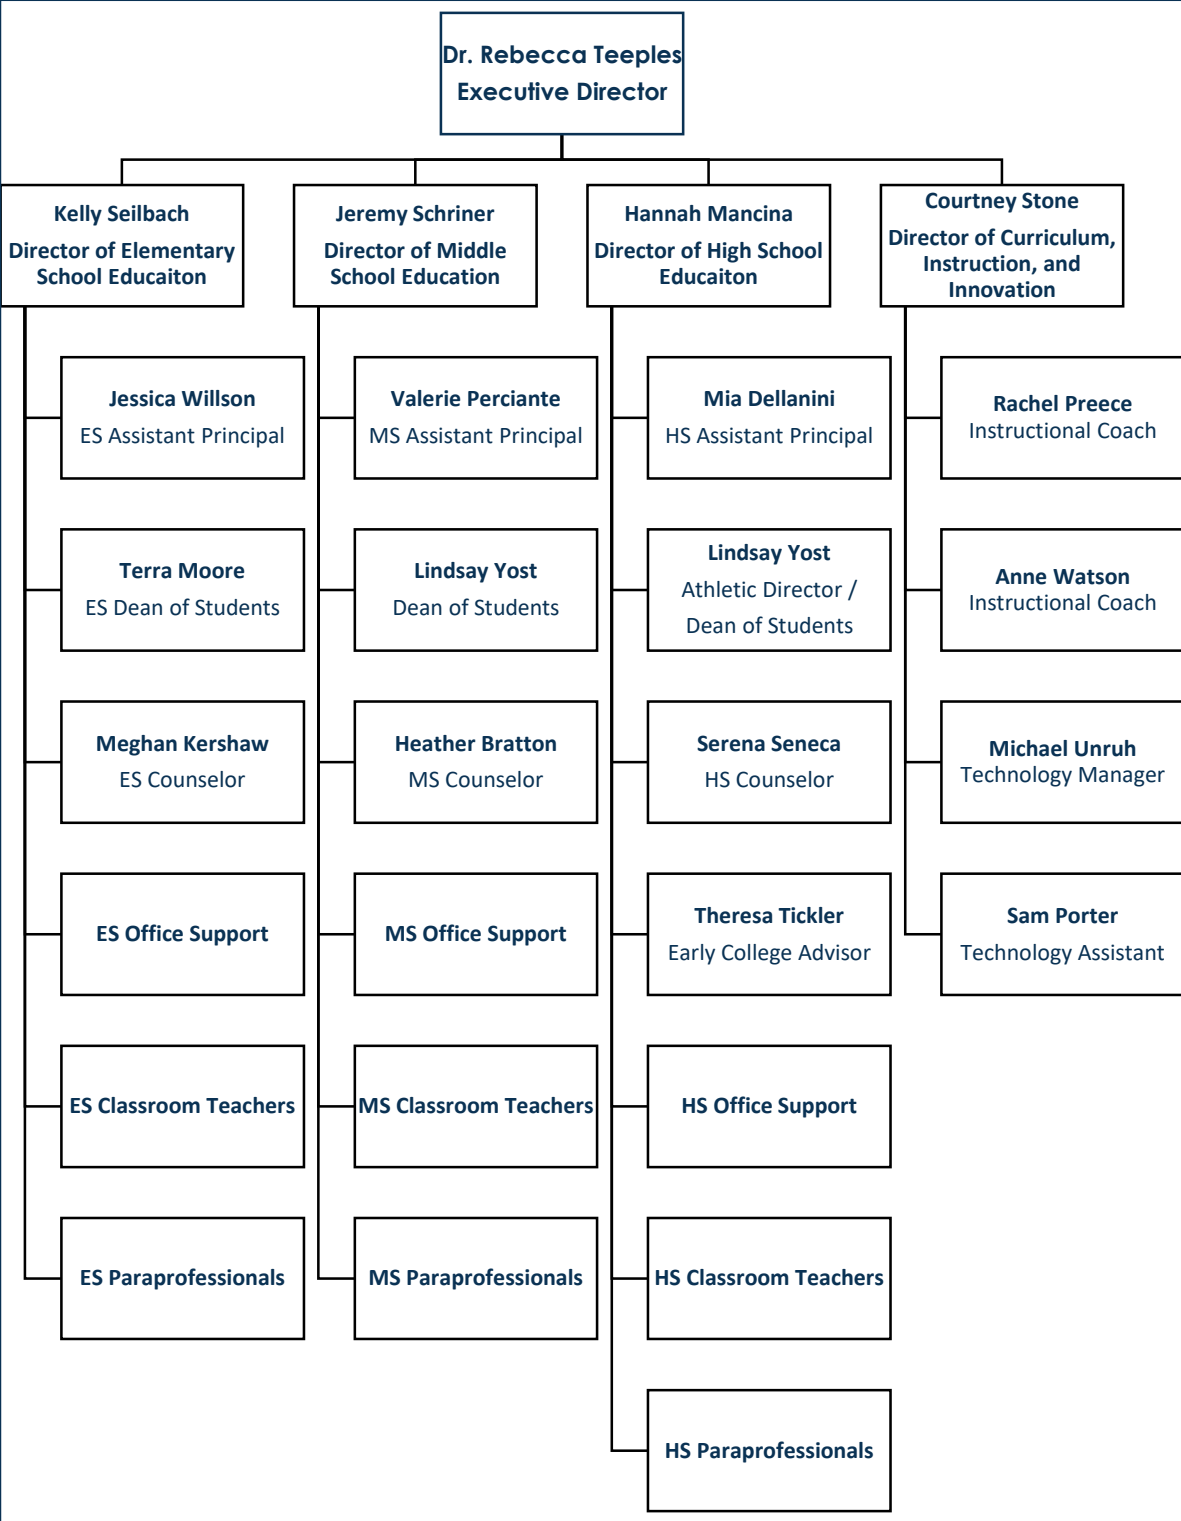 Dr. Rebecca Teeples
Executive Director
Kelly Seilbach
Director of Elementary
School Educaiton
Jessica Willson
ES Assistant Principal
Terra Moore
ES Dean of Students
Meghan Kershaw
ES Counselor
ES Office Support
ES Classroom Teachers
ES Paraprofessionals
Jeremy Schriner
Director of Middle
School Education
Valerie Perciante
MS Assistant Principal
Lindsay Yost
Dean of Students
Heather Bratton
MS Counselor
MS Office Support
MS Classroom Teachers
MS Paraprofessionals
Hannah Mancina
Director of High School
Educaiton
Mia Dellanini
HS Assistant Principal
Lindsay Yost
Athletic Director /
Dean of Students
Serena Seneca
HS Counselor
Theresa Tickler
Early College Advisor
HS Office Support
HS Classroom Teachers
HS Paraprofessionals
Courtney Stone
Director of Curriculum,
Instruction, and
Innovation
Rachel Preece
Instructional Coach
Anne Watson
Instructional Coach
Michael Unruh
Technology Manager
Sam Porter
Technology Assistant